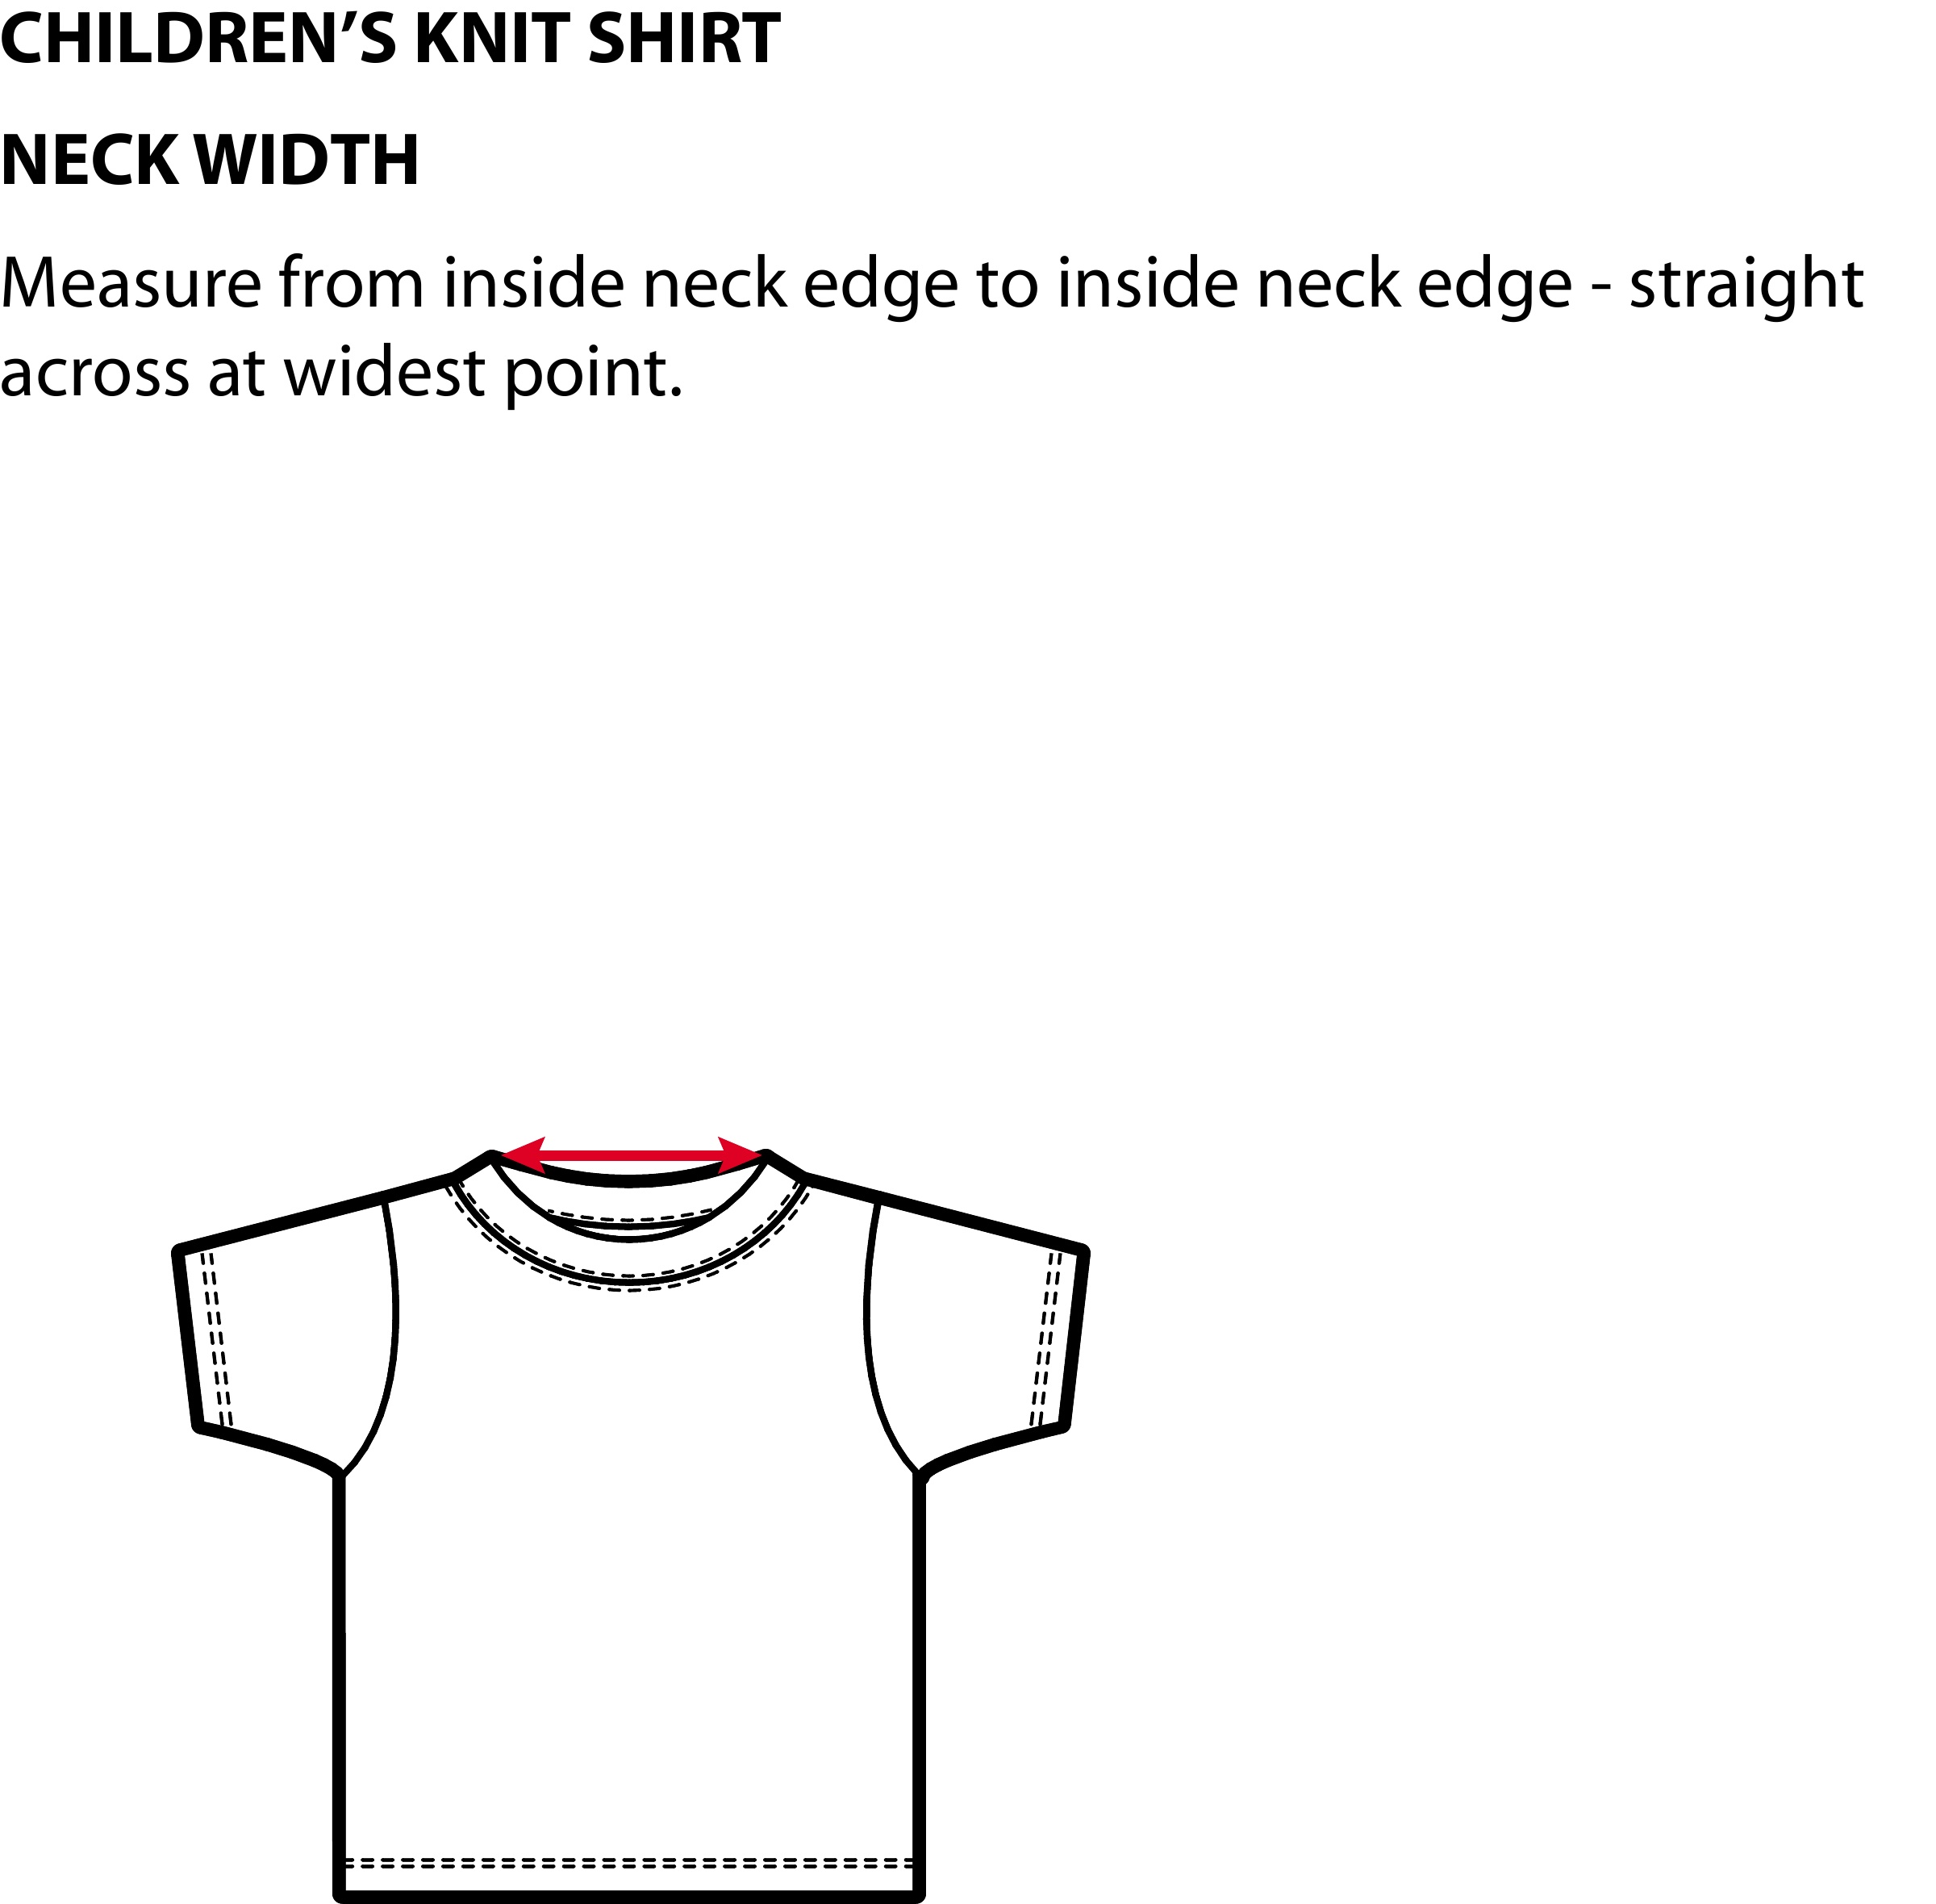 CHILDREN’S KNIT SHIRT
NECK WIDTH
Measure from inside neck edge to inside neck edge - straight
across at widest point.